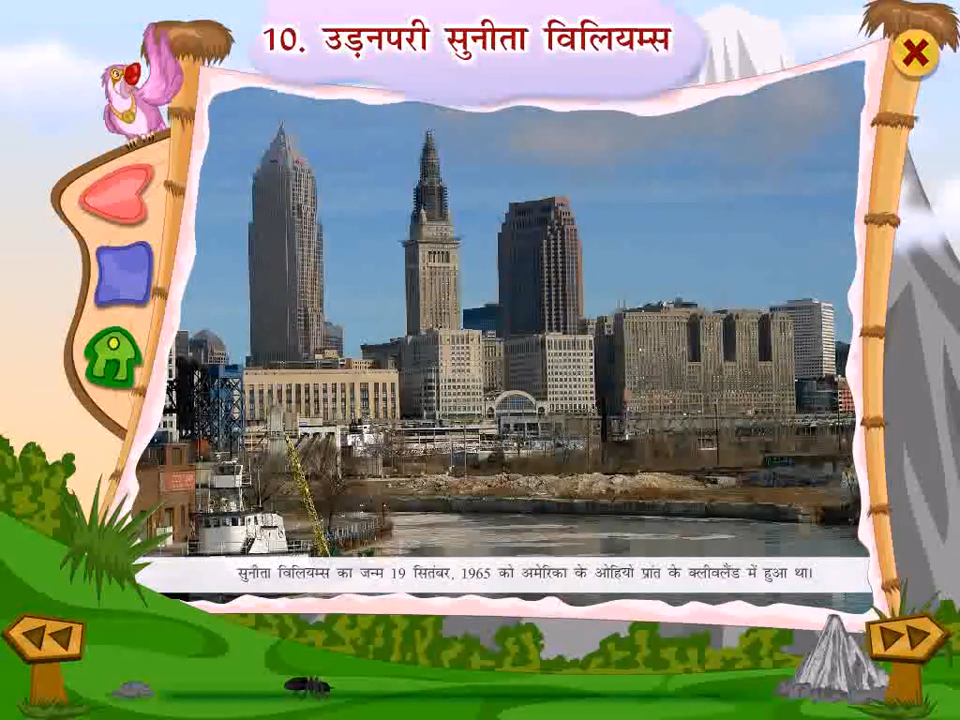 10. उड़नपरी सुनीता विलियम्स
सुनीता विलियम्स का जन्म 19 सितंबर, 1965 को अमेरिका के ओहियो प्रांत के क्लीवलैंड में हुआ था।